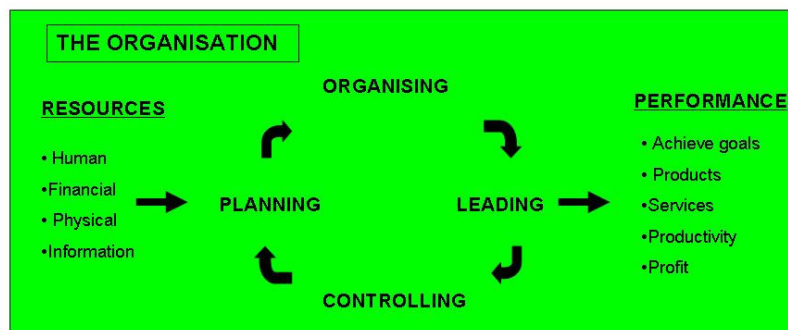 THE ORGANISATION
RESOURCES
• Human
•Financial
• Physical
•Information
ORGANISING
PLANNING
LEADING
CONTROLLING
PERFORMANCE
• Achieve goals
• Products
•Services
•Productivity
•Profit